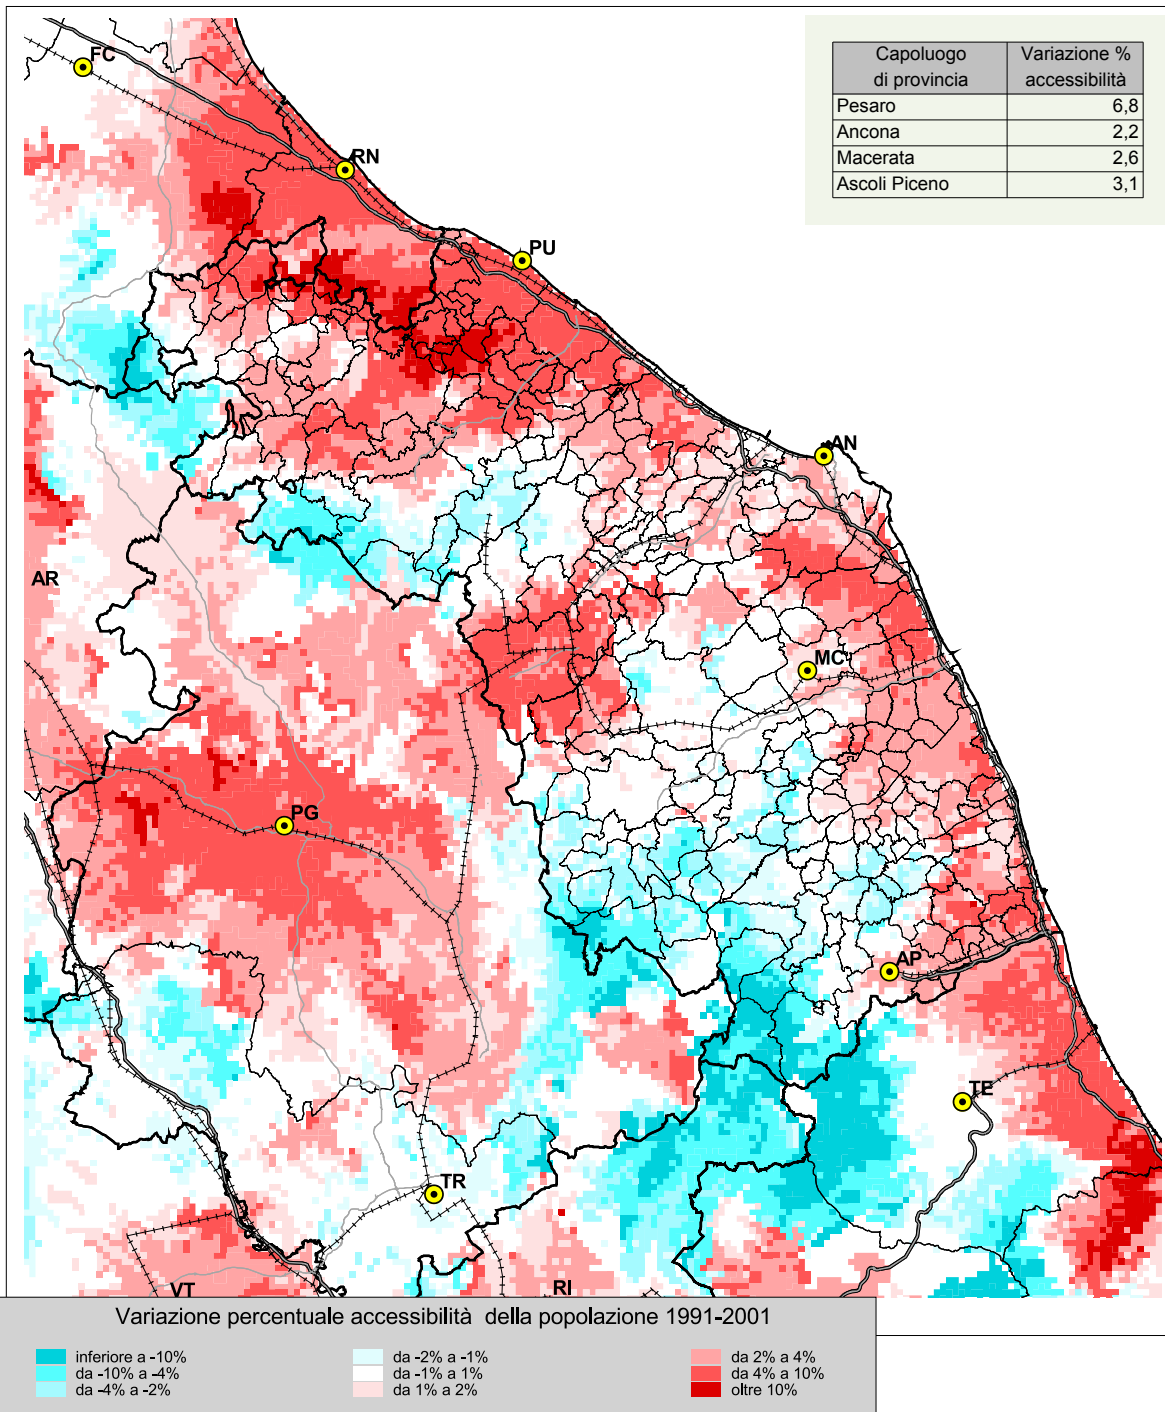 Capoluogo di provincia Variazione % accessibilità
Pesaro 6,8
Ancona 2,2
Macerata 2,6
Ascoli Piceno 3,1
FC
RN
PU
AN
AR
MC
PG
AP
TE
TR
VT
RI
Variazione percentuale accessibilità della popolazione 1991-2001
inferiore a -10%
da -10% a -4%
da -4% a -2%
da -2% a -1%
da -1% a 1%
da 1% a 2%
da 2% a 4%
da 4% a 10%
oltre 10%